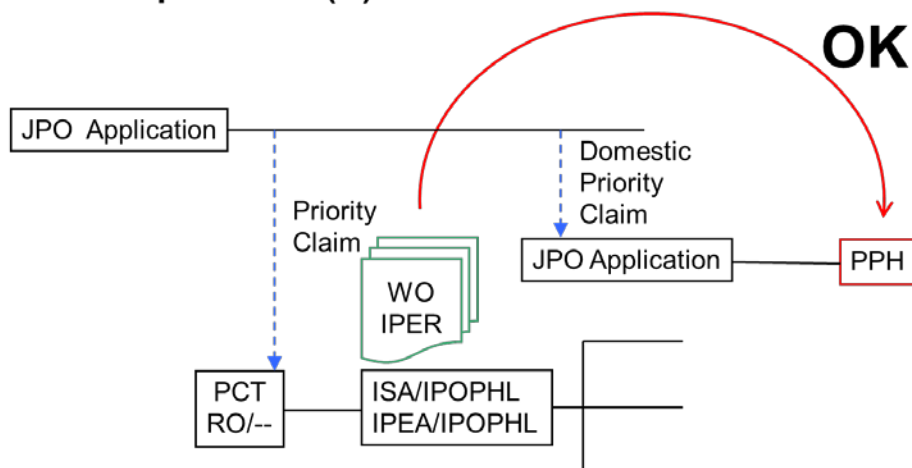 OK
JPO Application
Domestic
Priority
Claim
Priority
Claim
JPO Application
PPH
WO
IPER
PCT
RO/--
ISA/IPOPHL
IPEA/IPOPHL